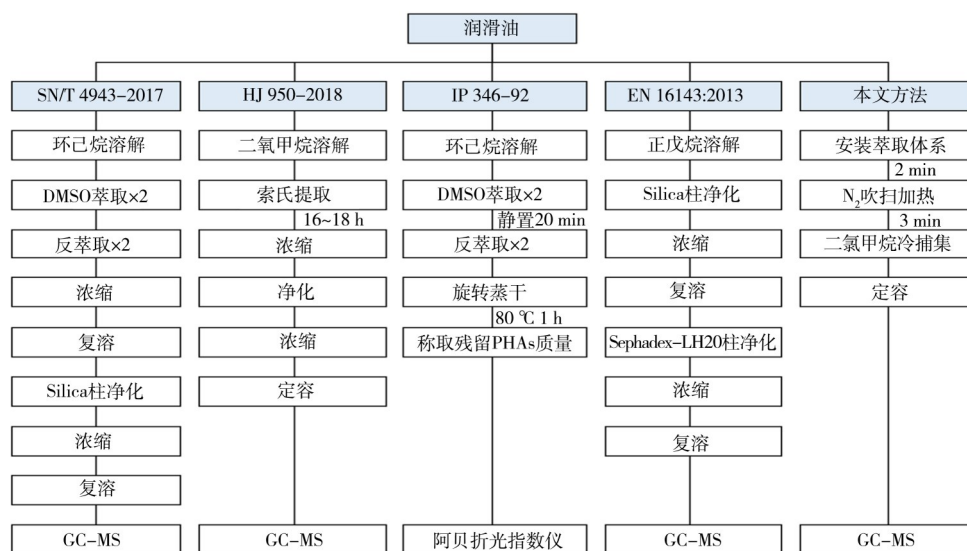 润滑油
SN/T 4943-2017
环己烷溶解
DMSO萃取×2
反萃取×2
浓缩
复溶
Silica柱净化
浓缩
复溶
GC-MS
HJ 950-2018
二氧甲烷溶解
索氏提取
16~18 h
浓缩
净化
浓缩
定容
GC-MS
IP 346-92
环己烷溶解
DMSO萃取×2
静置20 min
反萃取×2
旋转蒸干
80 ℃ 1 h
称取残留PHAs质量
阿贝折光指数仪
EN 16143:2013
正戊烷溶解
Silica柱净化
浓缩
复溶
Sephadex-LH20柱净化
浓缩
复溶
GC-MS
本文方法
安装萃取体系
2 min
N₂吹扫加热
3 min
二氯甲烷冷捕集
定容
GC-MS